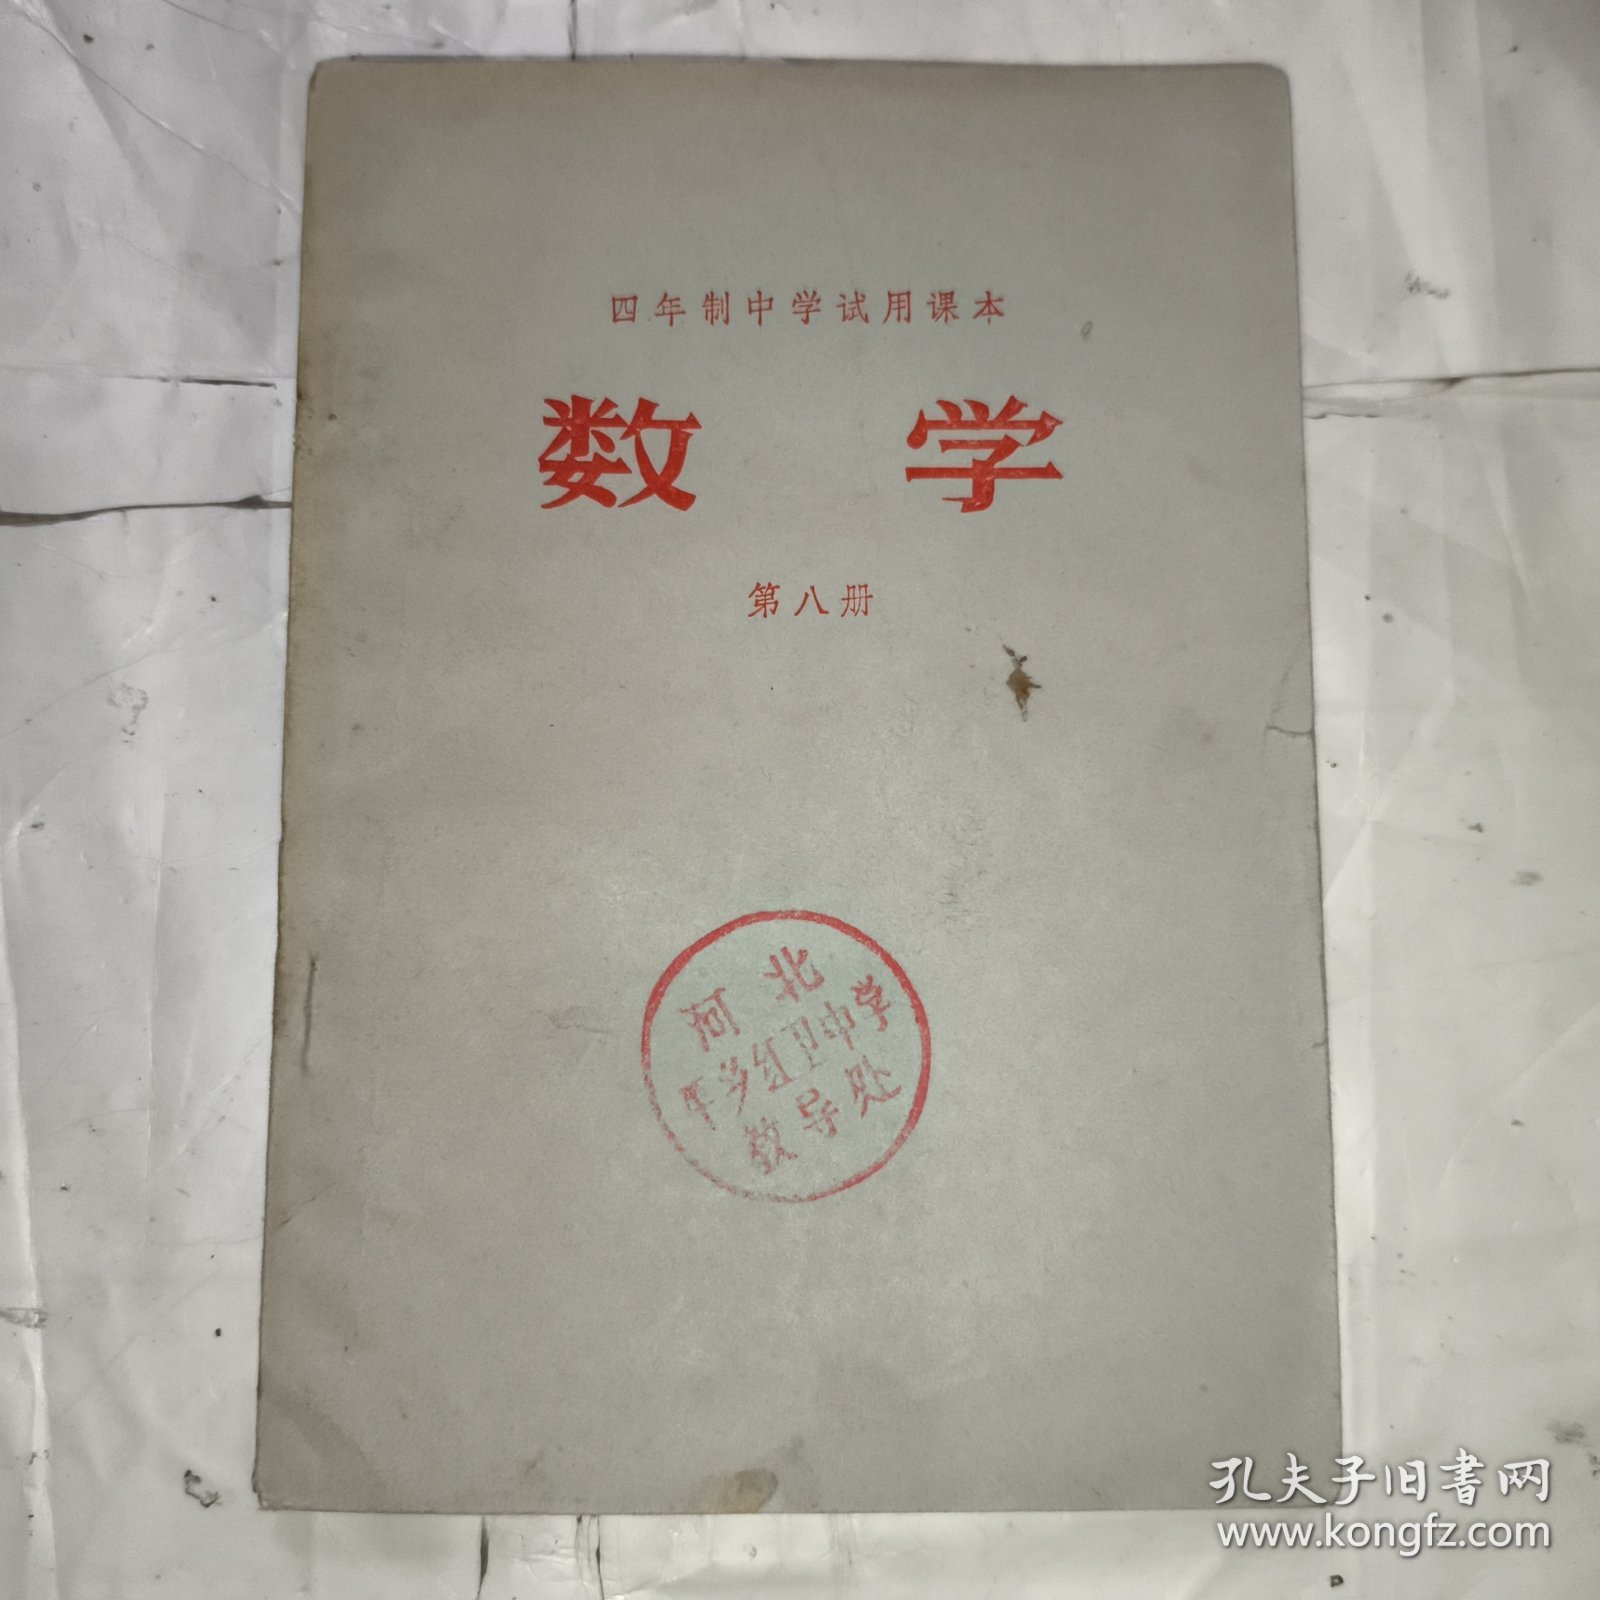 四年制中学试用课本
数学
第八册
河北
乡红卫中学
教导处
孔夫子旧书网
www.kongfz.com